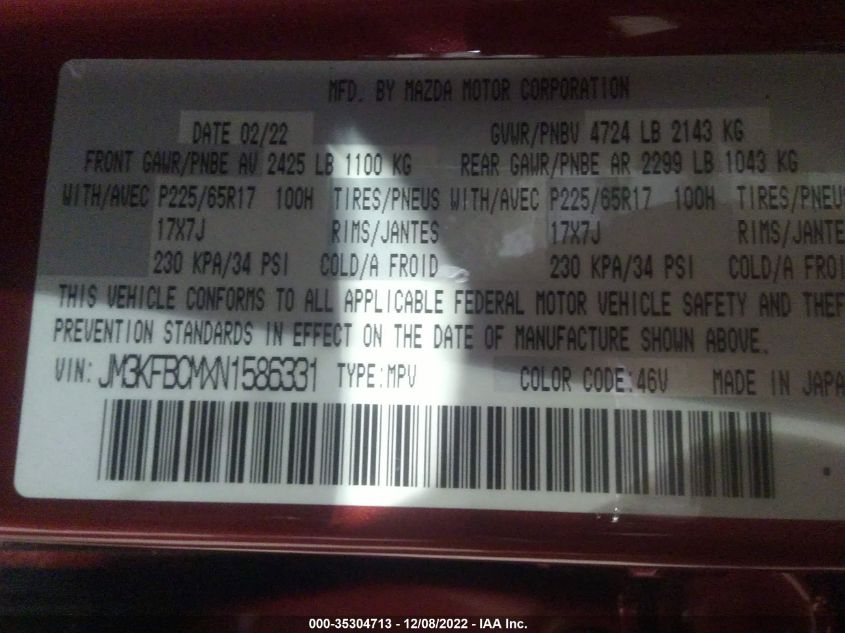 MFD. BY MAZDA MOTOR CORPORATION
DATE 02/22 GVWR/PNBV 4724 LB 2143 KG
FRONT GAWR/PNBE AV 2425 LB 1100 KG REAR GAWR/PNBE AR 2299 LB 1043 KG
WITH/AVEC P225/65R17 100H TIRES/PNEUS WITH/AVEC P225/65R17 100H TIRES/PNEU
17X7J RIMS/JANTES 17X7J RIMS/JANTE
230 KPA/34 PSI COLD/A FROID 230 KPA/34 PSI COLD/A FROI
THIS VEHICLE CONFORMS TO ALL APPLICABLE FEDERAL MOTOR VEHICLE SAFETY AND THEF
PREVENTION STANDARDS IN EFFECT ON THE DATE OF MANUFACTURE SHOWN ABOVE.
VIN: JM3KFBCMXN1586331 TYPE:MPV COLOR CODE:46V MADE IN JAPA
000-35304713 - 12/08/2022 - IAA Inc.